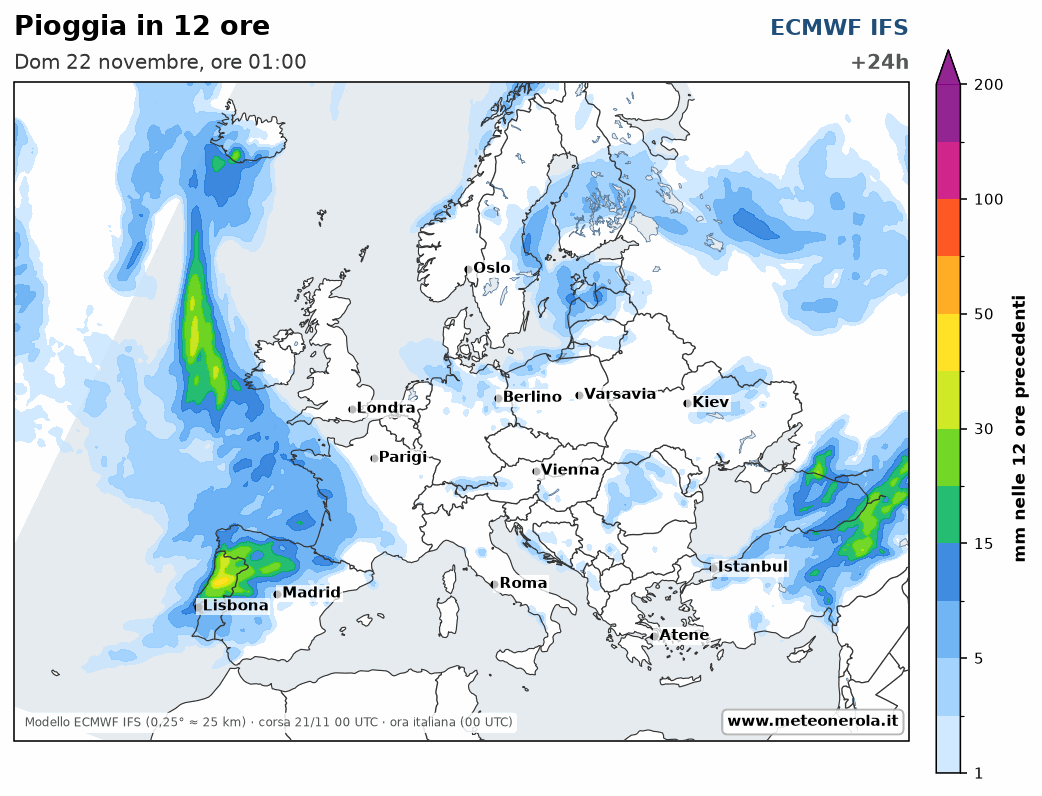 Pioggia in 12 ore
ECMWF IFS
Dom 22 novembre, ore 01:00
+24h
200
100
50
30
15
5
1
mm nelle 12 ore precedenti
Oslo
Londra
Berlino
Varsavia
Kiev
Parigi
Vienna
Istanbul
Roma
Madrid
Lisbona
Atene
Modello ECMWF IFS (0,25° ≈ 25 km) · corsa 21/11 00 UTC · ora italiana (00 UTC)
www.meteonerola.it